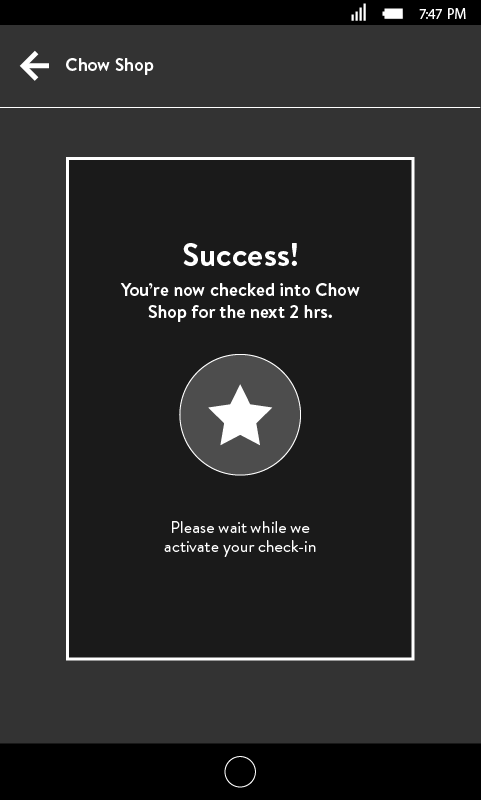 7:47 PM
Chow Shop
Success!
You're now checked into Chow
Shop for the next 2 hrs.
Please wait while we
activate your check-in